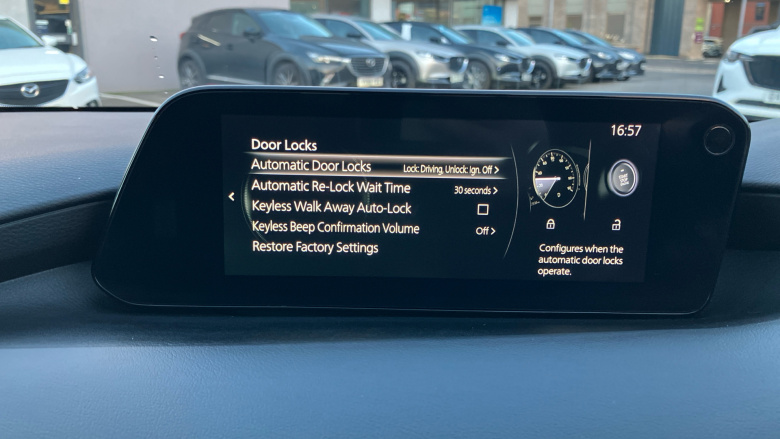 16:57
Door Locks
Automatic Door Locks Lock: Driving, Unlock: Ign. Off >
Automatic Re-Lock Wait Time 30 seconds >
Keyless Walk Away Auto-Lock
Keyless Beep Confirmation Volume Off >
Restore Factory Settings
Configures when the
automatic door locks
operate.